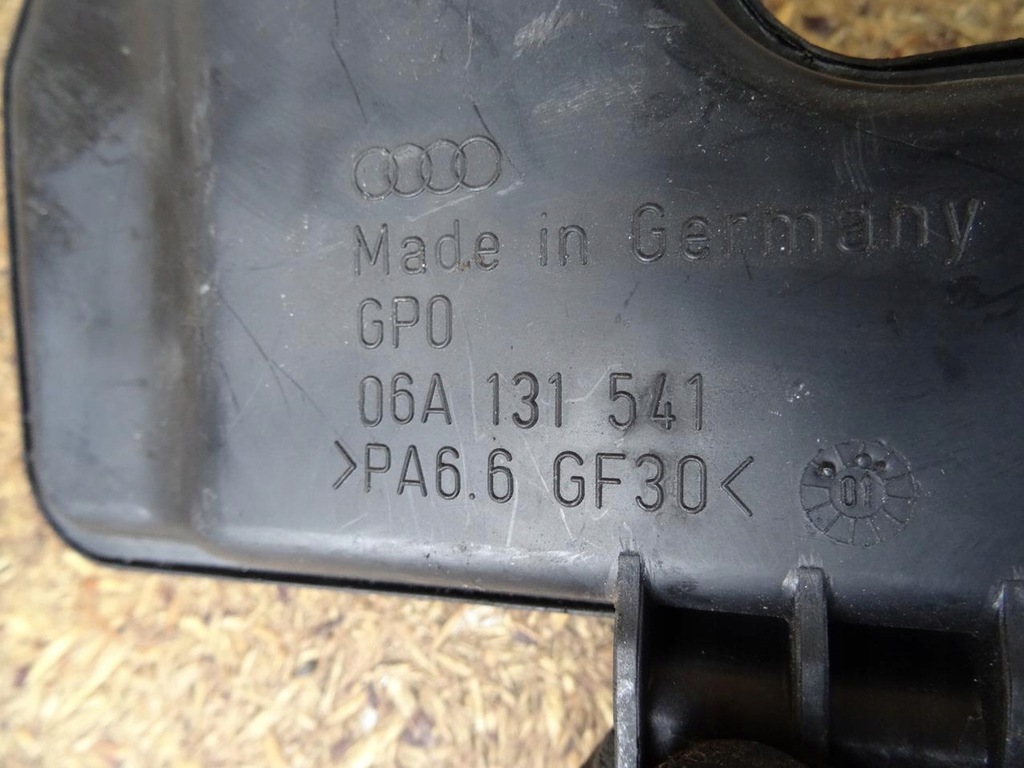 Made in Germany
GPO
06A 131 541
>PA6.6 GF30<
01